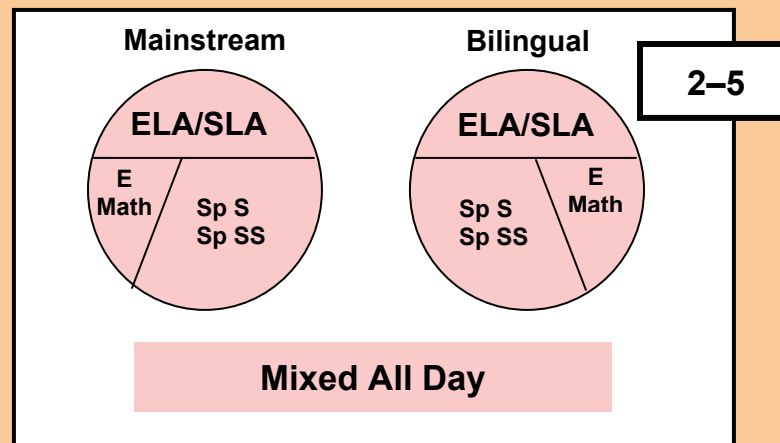 Mainstream
Bilingual
2–5
ELA/SLA
E
Math
Sp S
Sp SS
ELA/SLA
Sp S
Sp SS
E
Math
Mixed All Day